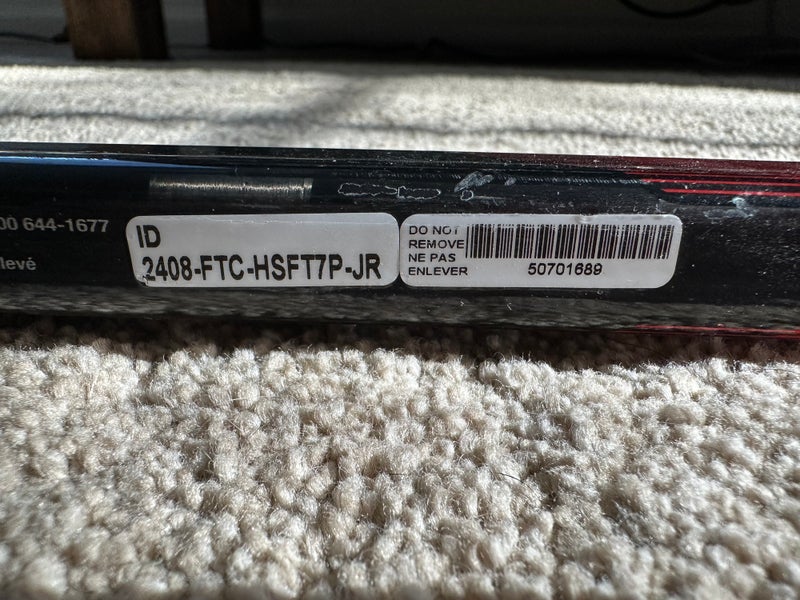 00 644-1677
levé
ID
2408-FTC-HSFT7P-JR
DO NOT
REMOVE
NE PAS
ENLEVER
50701689